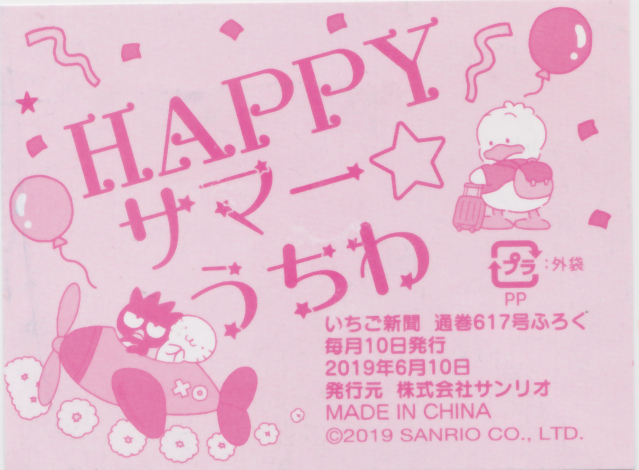 HAPPY
サマー☆
うちわ
プラ :外袋
PP
いちご新聞 通巻617号ふろく
毎月10日発行
2019年6月10日
発行元 株式会社サンリオ
MADE IN CHINA
©2019 SANRIO CO., LTD.